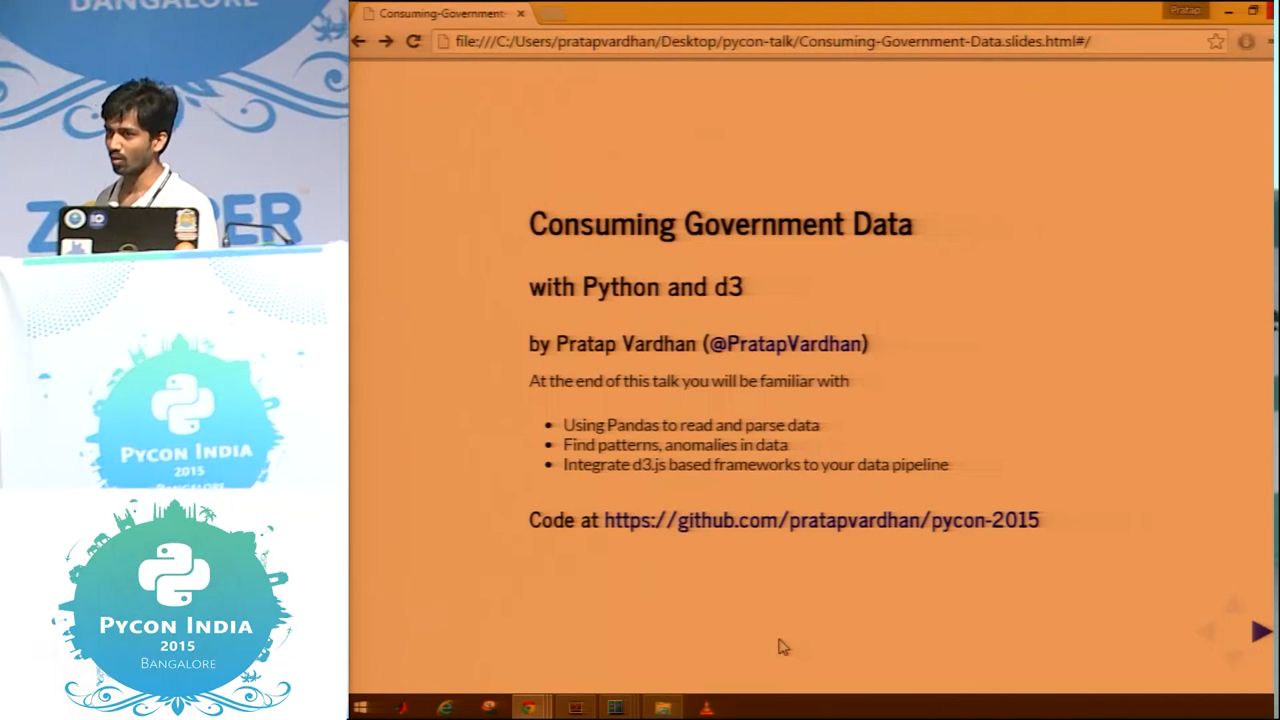 BANGALORE
PYCON INDIA
2015
BANGALORE
PYCON INDIA
2015
BANGALORE
Consuming-Government-
Pratap
file:///C:/Users/pratapvardhan/Desktop/pycon-talk/Consuming-Government-Data.slides.html#/
Consuming Government Data
with Python and d3
by Pratap Vardhan (@PratapVardhan)
At the end of this talk you will be familiar with
• Using Pandas to read and parse data
• Find patterns, anomalies in data
• Integrate d3.js based frameworks to your data pipeline
Code at https://github.com/pratapvardhan/pycon-2015